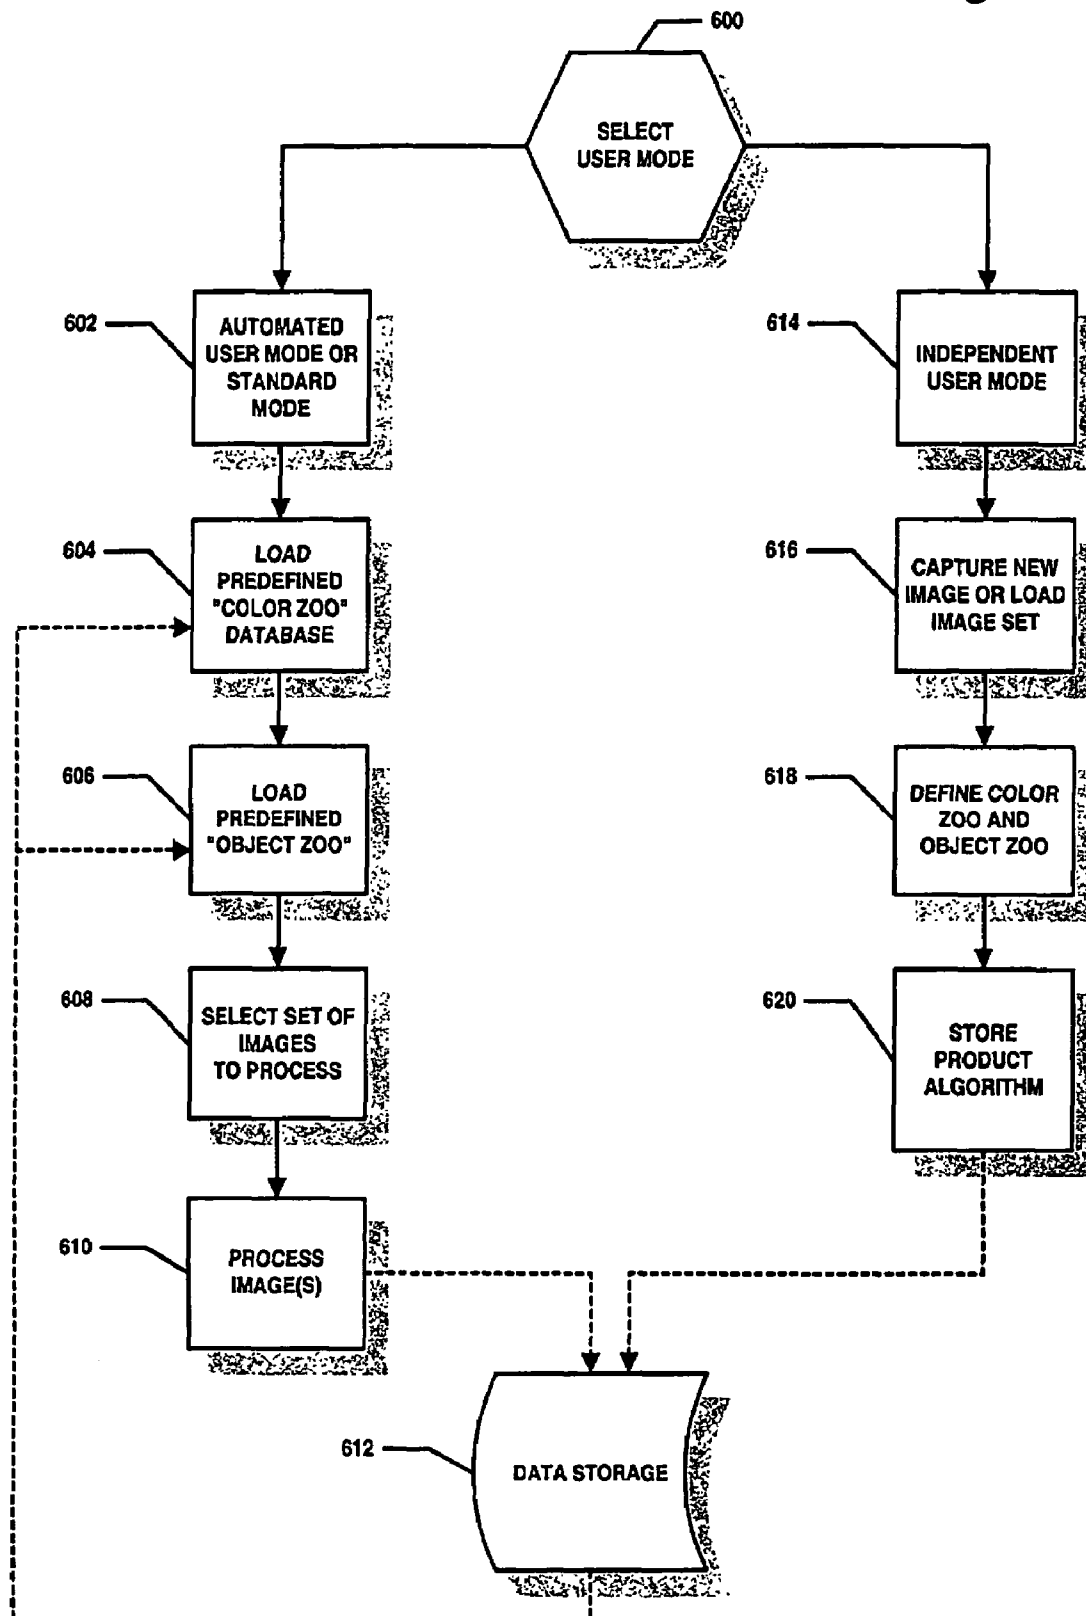 600
SELECT
USER MODE
602
AUTOMATED
USER MODE OR
STANDARD
MODE
614
INDEPENDENT
USER MODE
604
LOAD
PREDEFINED
"COLOR ZOO"
DATABASE
616
CAPTURE NEW
IMAGE OR LOAD
IMAGE SET
606
LOAD
PREDEFINED
"OBJECT ZOO"
618
DEFINE COLOR
ZOO AND
OBJECT ZOO
608
SELECT SET OF
IMAGES
TO PROCESS
620
STORE
PRODUCT
ALGORITHM
610
PROCESS
IMAGE(S)
612
DATA STORAGE